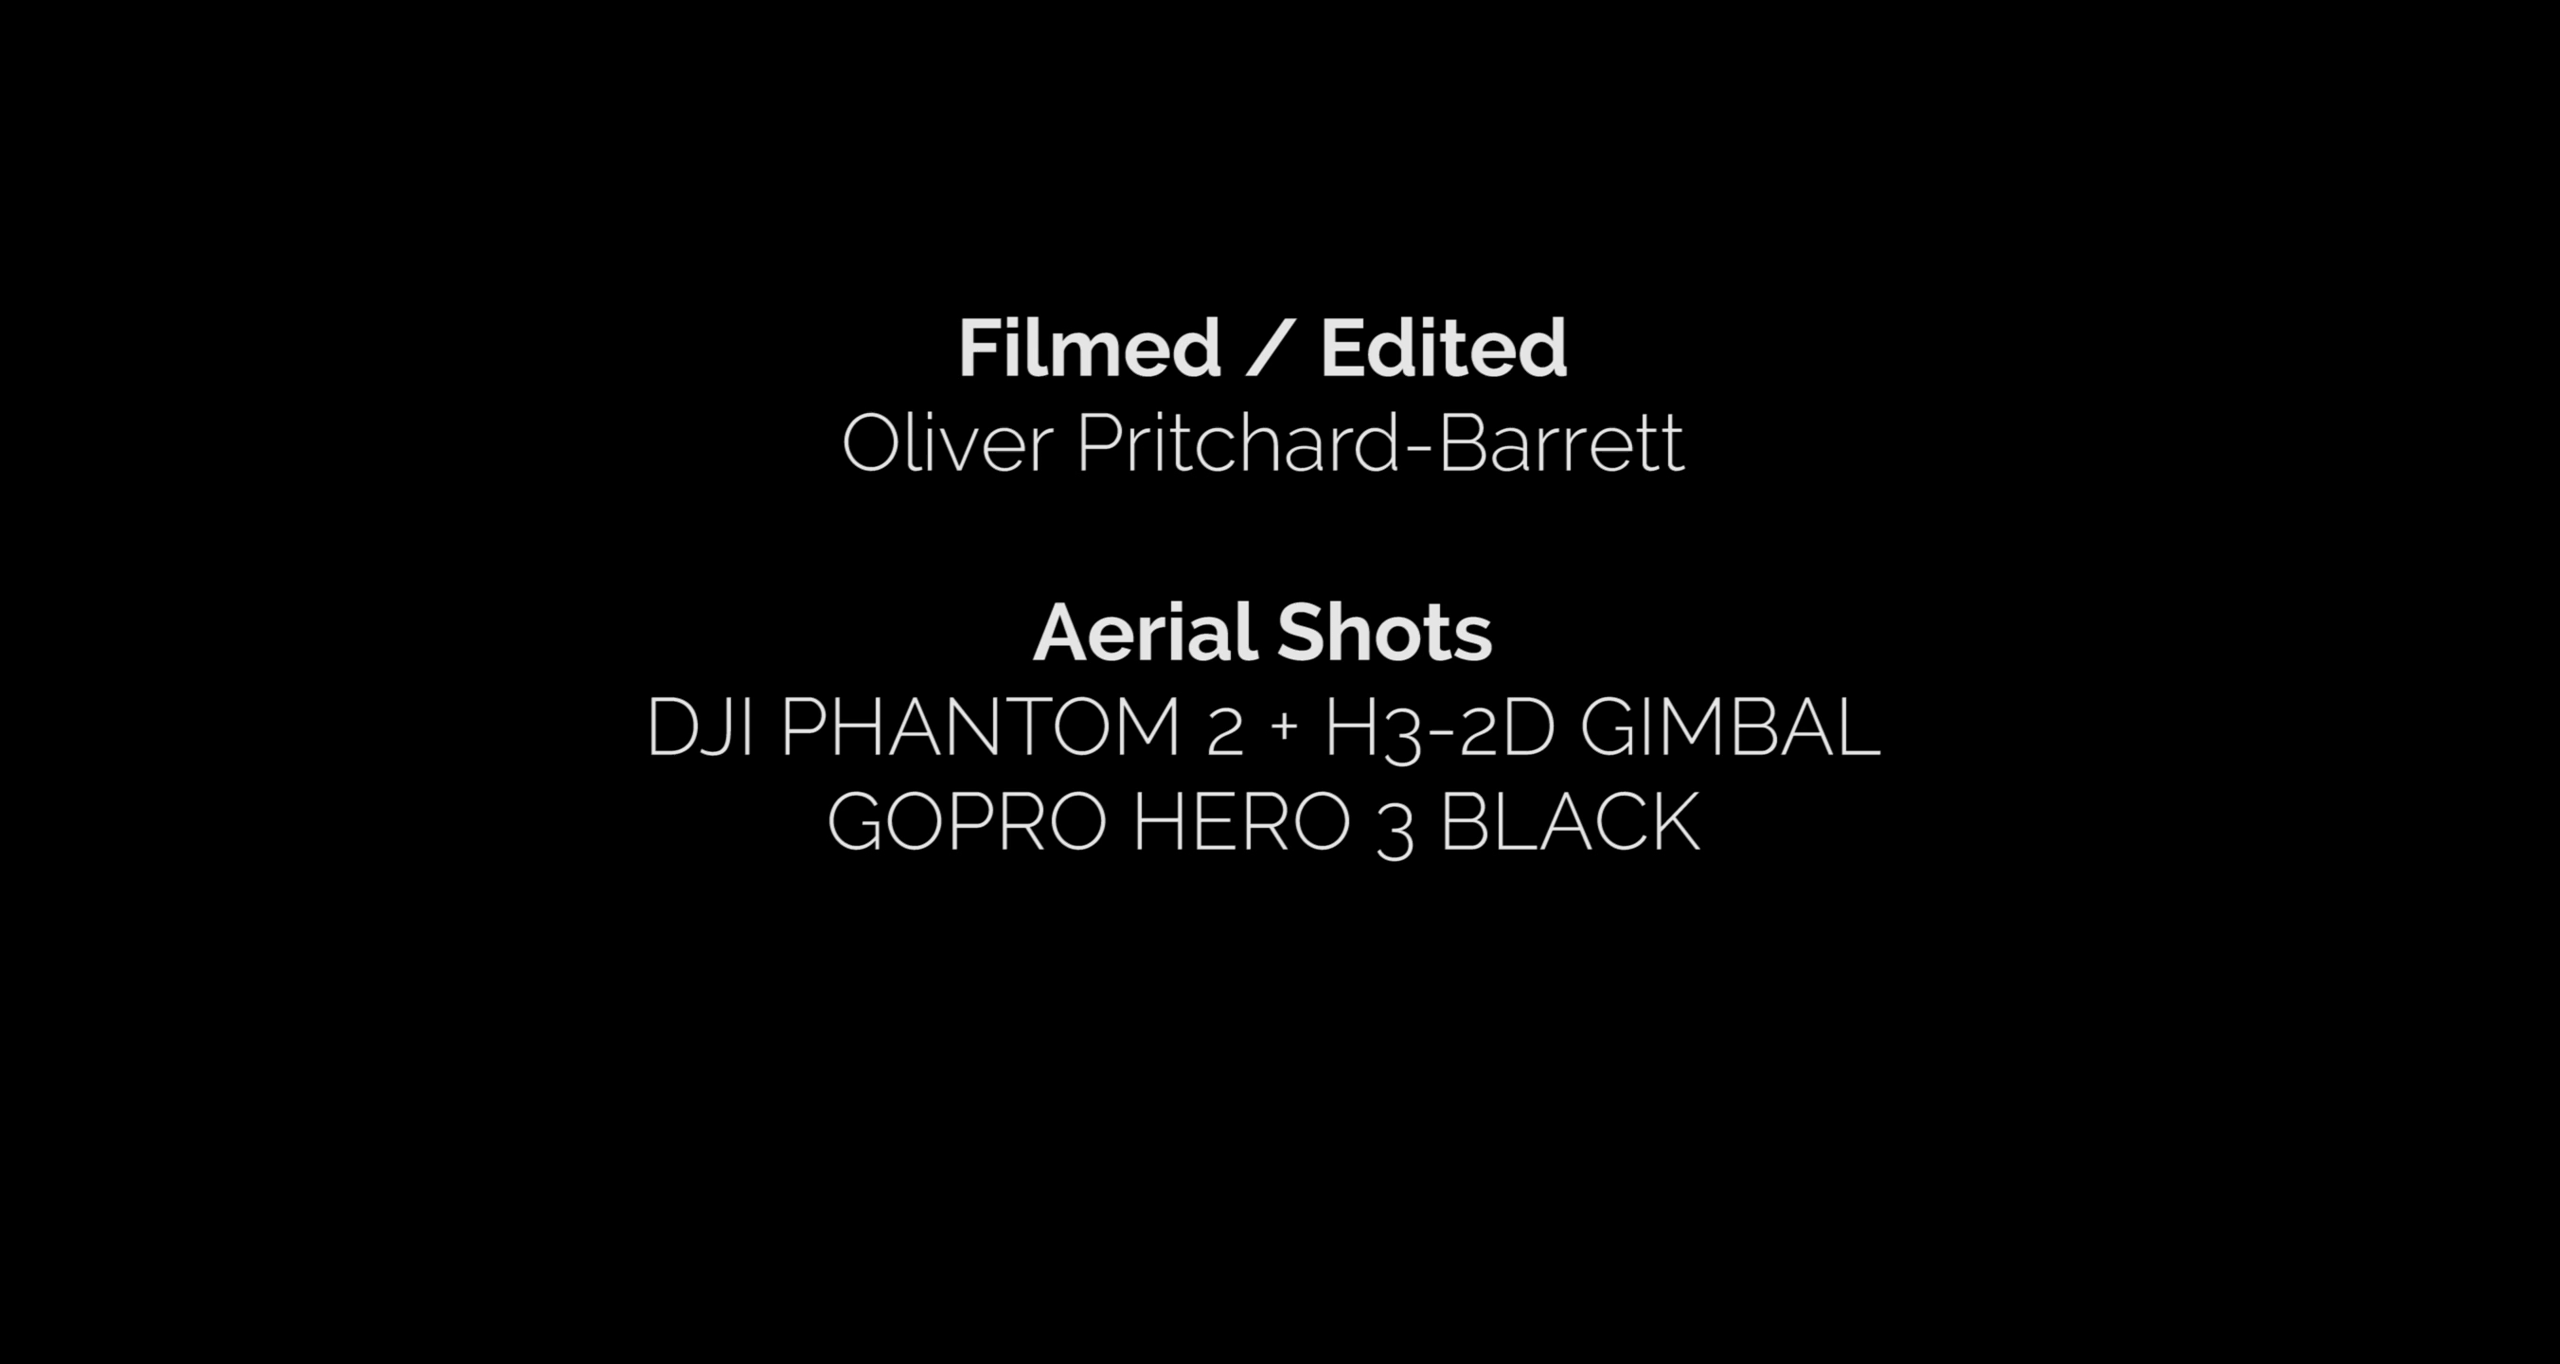 Filmed / Edited
Oliver Pritchard-Barrett
Aerial Shots
DJI PHANTOM 2 + H3-2D GIMBAL
GOPRO HERO 3 BLACK